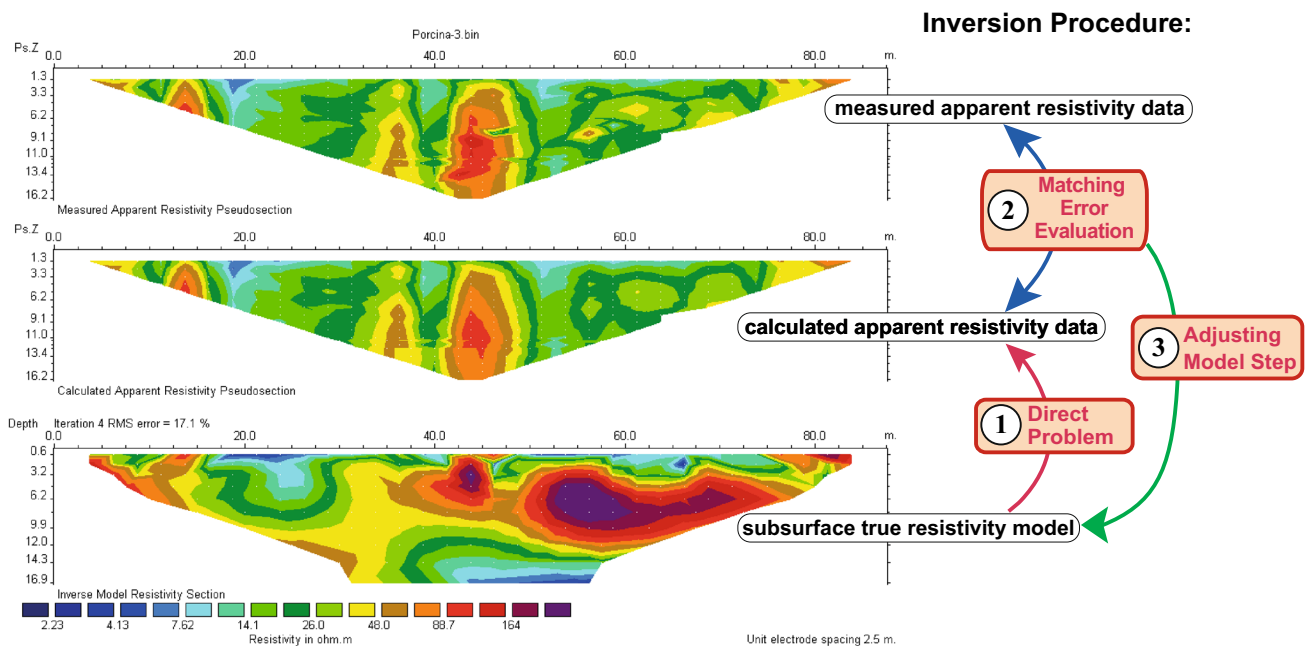 Inversion Procedure:
Porcina-3.bin
Ps.Z 0.0 20.0 40.0 60.0 80.0 m.
1.3
3.3
6.2
9.1
11.0
13.4
16.2
Measured Apparent Resistivity Pseudosection
measured apparent resistivity data
2 Matching
Error
Evaluation
Ps.Z 0.0 20.0 40.0 60.0 80.0 m.
1.3
3.3
6.2
9.1
11.0
13.4
16.2
Calculated Apparent Resistivity Pseudosection
calculated apparent resistivity data
3 Adjusting
Model Step
1 Direct
Problem
Depth Iteration 4 RMS error = 17.1 %
0.0 20.0 40.0 60.0 80.0 m.
0.6
3.2
6.2
9.9
12.0
14.3
16.9
subsurface true resistivity model
Inverse Model Resistivity Section
2.23 4.13 7.62 14.1 26.0 48.0 88.7 164
Resistivity in ohm.m
Unit electrode spacing 2.5 m.